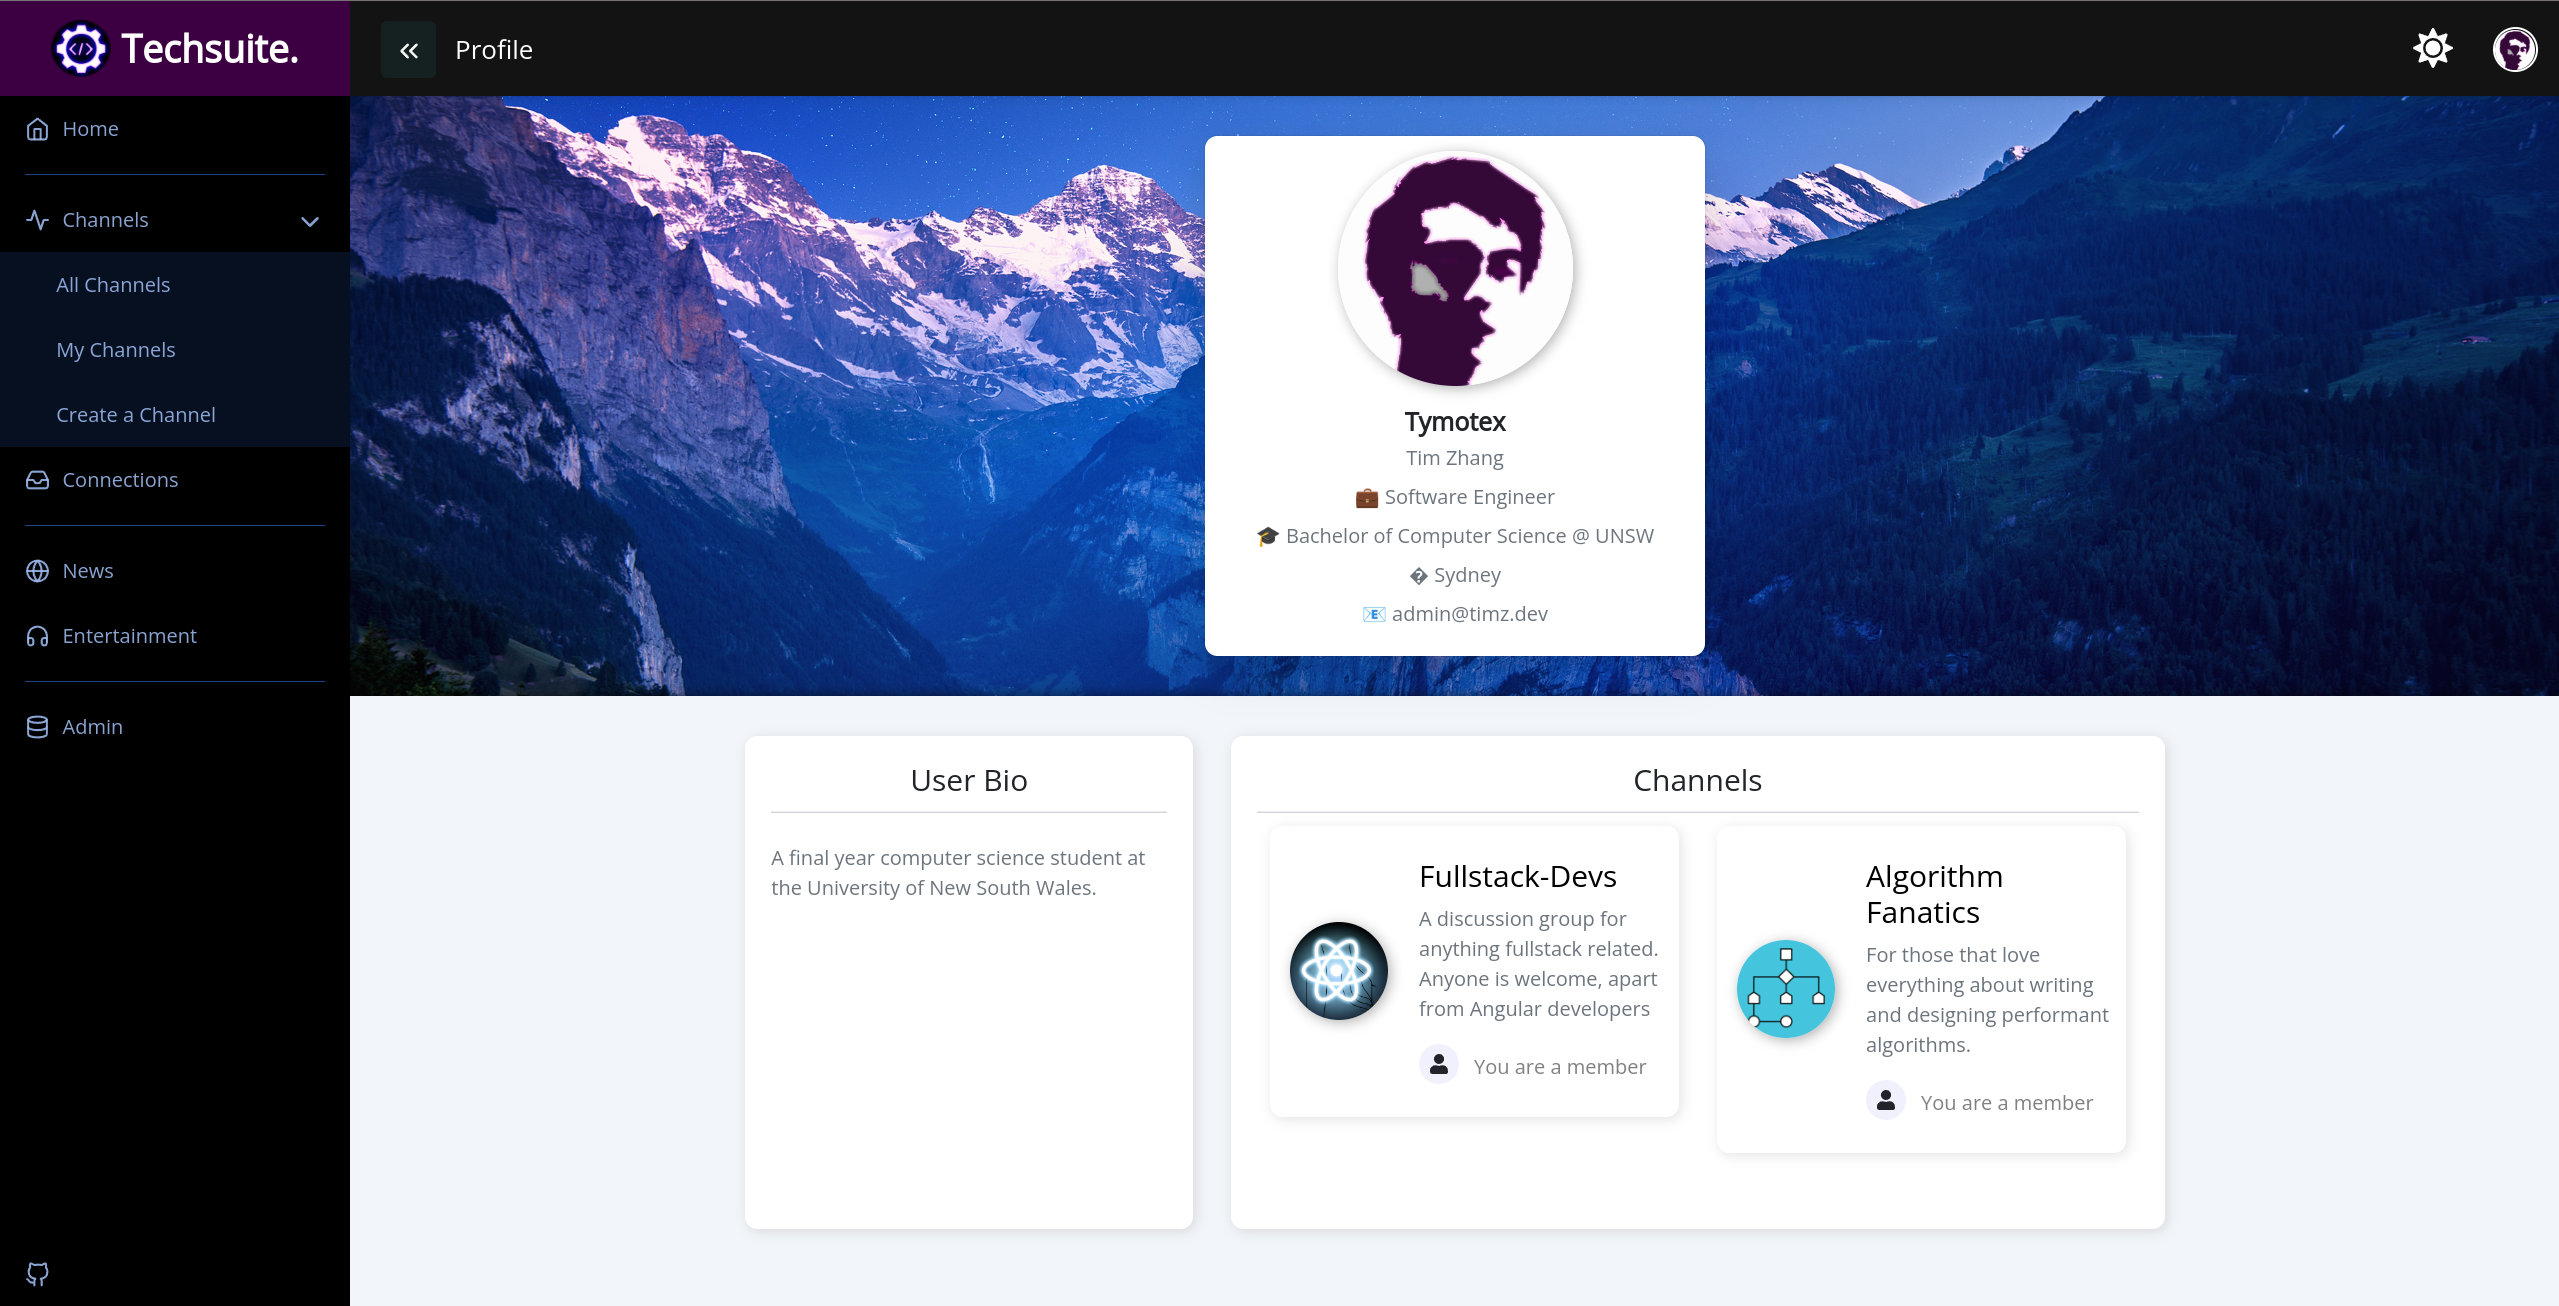 Techsuite.
Profile
Home
Channels
All Channels
My Channels
Create a Channel
Connections
News
Entertainment
Admin
Tymotex
Tim Zhang
💼 Software Engineer
🎓 Bachelor of Computer Science @ UNSW
� Sydney
📧 admin@timz.dev
User Bio
A final year computer science student at
the University of New South Wales.
Channels
Fullstack-Devs
A discussion group for
anything fullstack related.
Anyone is welcome, apart
from Angular developers
You are a member
Algorithm
Fanatics
For those that love
everything about writing
and designing performant
algorithms.
You are a member